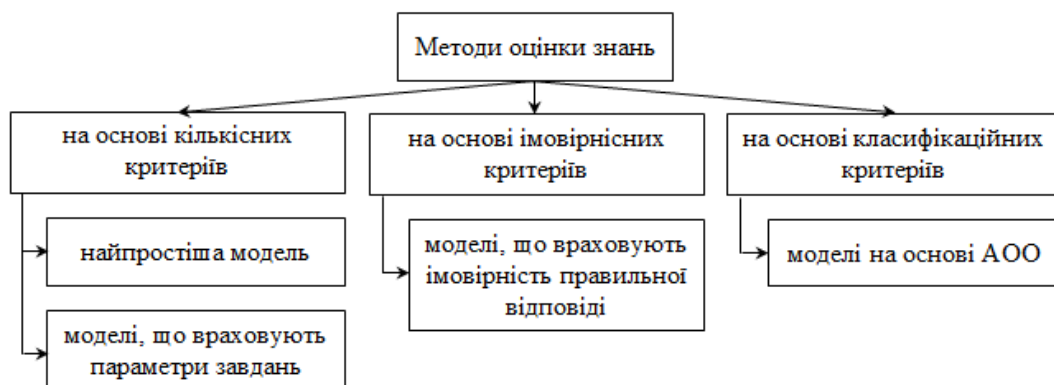 Методи оцінки знань
на основі кількісних
критеріїв
найпростіша модель
моделі, що враховують
параметри завдань
на основі імовірнісних
критеріїв
моделі, що враховують
імовірність правильної
відповіді
на основі класифікаційних
критеріїв
моделі на основі АОО